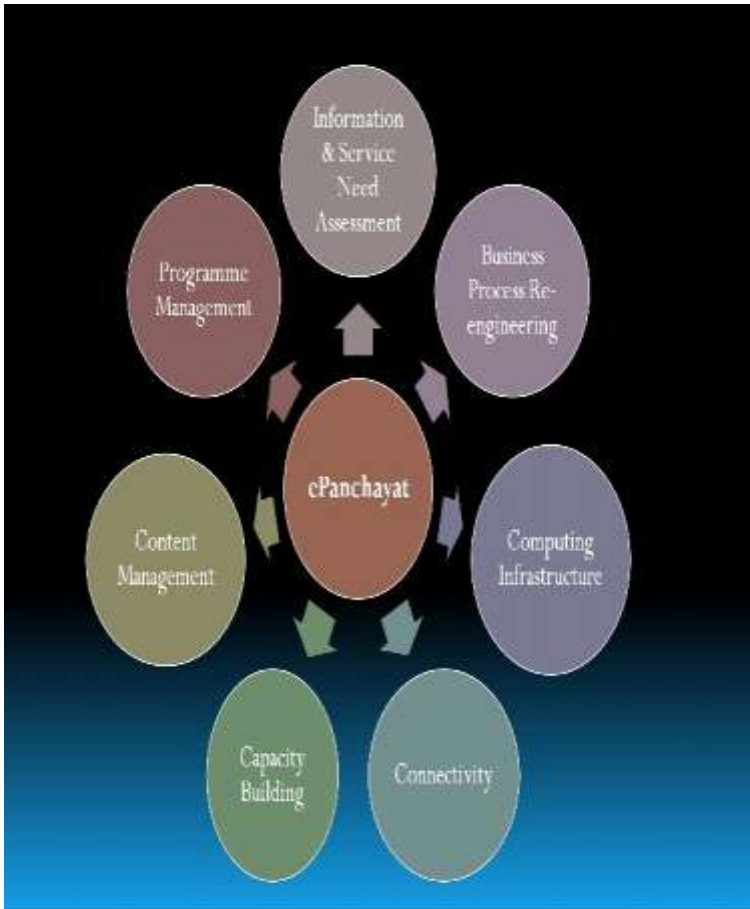 Information
& Service
Need
Assessment
Business
Process Re-
engineering
Computing
Infrastructure
Connectivity
Capacity
Building
Content
Management
Programme
Management
ePanchayat